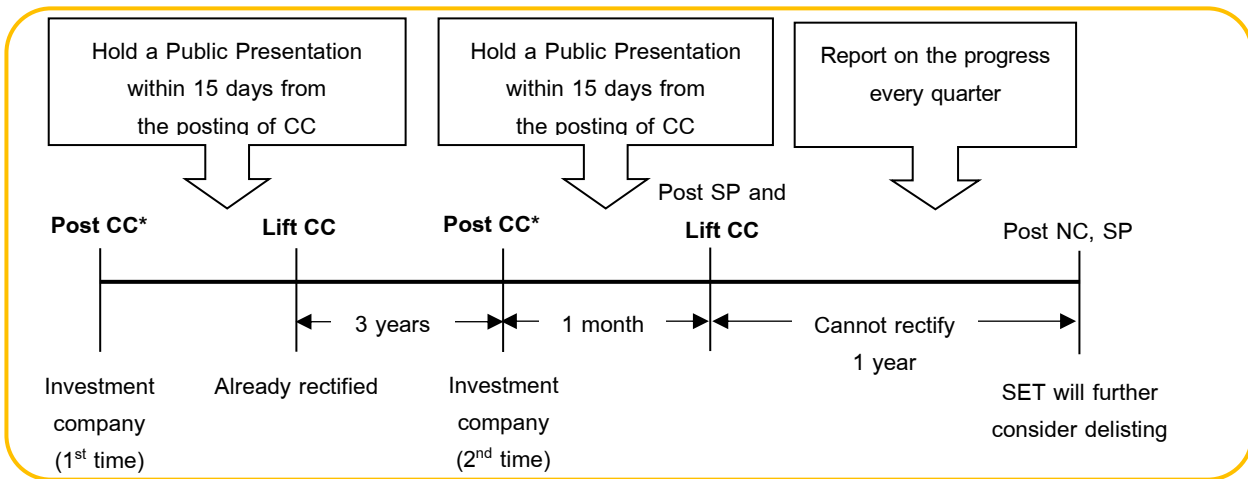 Hold a Public Presentation
within 15 days from
the posting of CC
Hold a Public Presentation
within 15 days from
the posting of CC
Report on the progress
every quarter
Post CC*
Lift CC
Post CC*
Post SP and
Lift CC
Post NC, SP
3 years
1 month
Cannot rectify
1 year
Investment
company
(1st time)
Already rectified
Investment
company
(2nd time)
SET will further
consider delisting